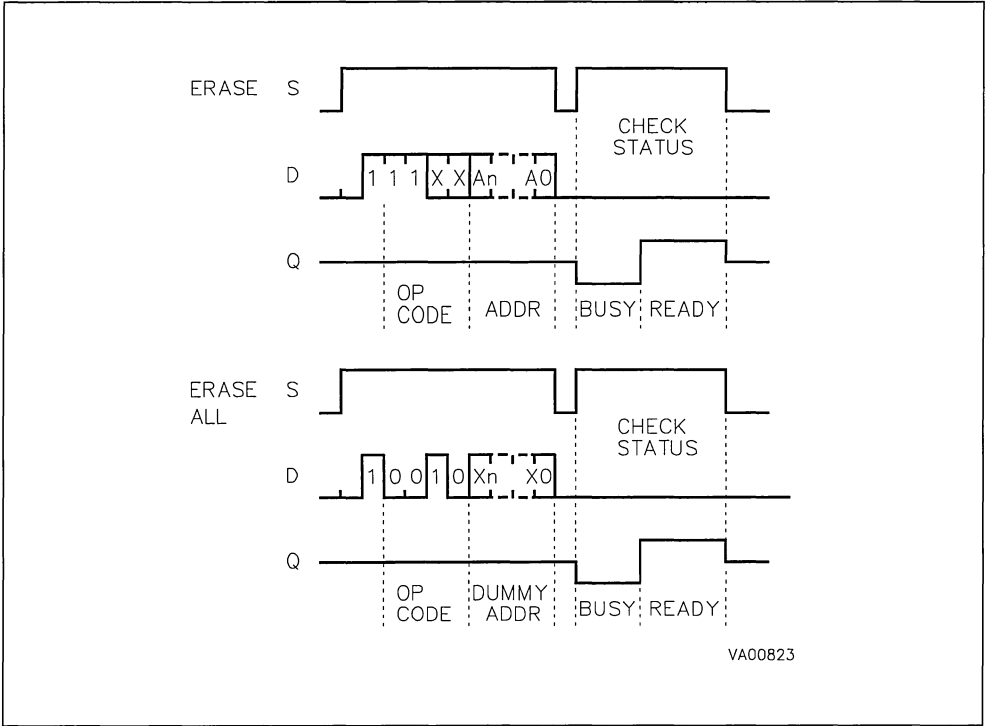 ERASE S
CHECK
STATUS
D 1 1 1 X X An A0
Q
OP
CODE ADDR BUSY READY
ERASE S
ALL
CHECK
STATUS
D 1 0 0 1 0 Xn X0
Q
OP
CODE DUMMY
ADDR BUSY READY
VA00823